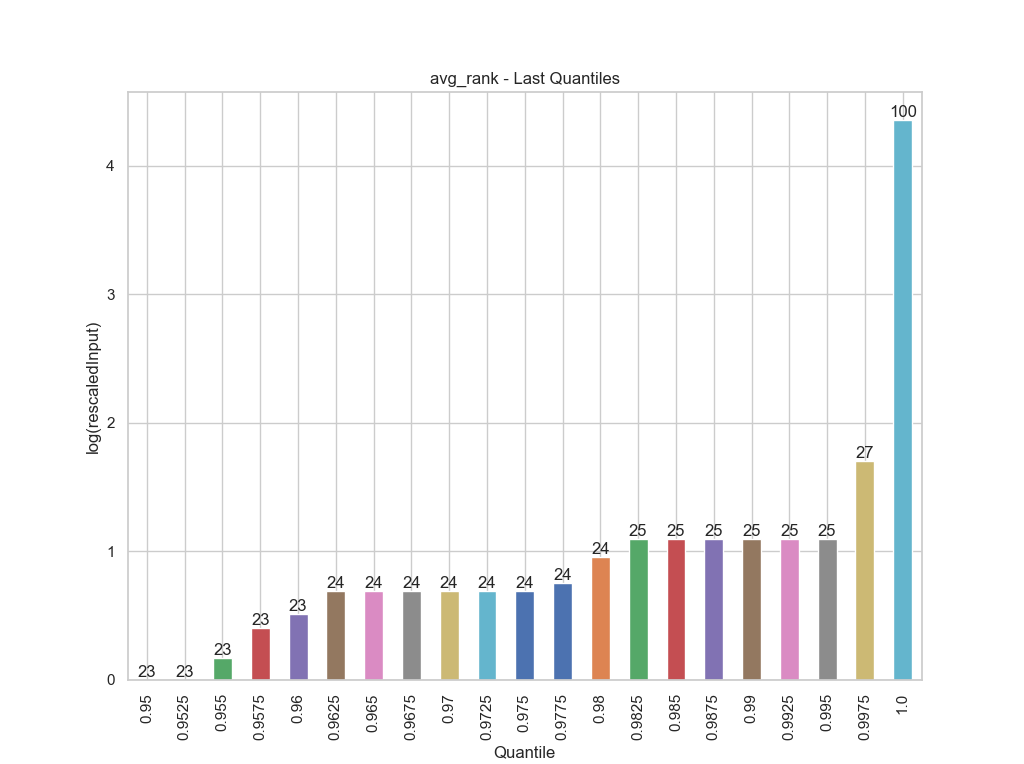 avg_rank - Last Quantiles
log(rescaledInput)
4
3
2
1
0
23 23 23 23 23 24 24 24 24 24 24 24 24 25 25 25 25 25 25 27 100
0.95 0.9525 0.955 0.9575 0.96 0.9625 0.965 0.9675 0.97 0.9725 0.975 0.9775 0.98 0.9825 0.985 0.9875 0.99 0.9925 0.995 0.9975 1.0
Quantile